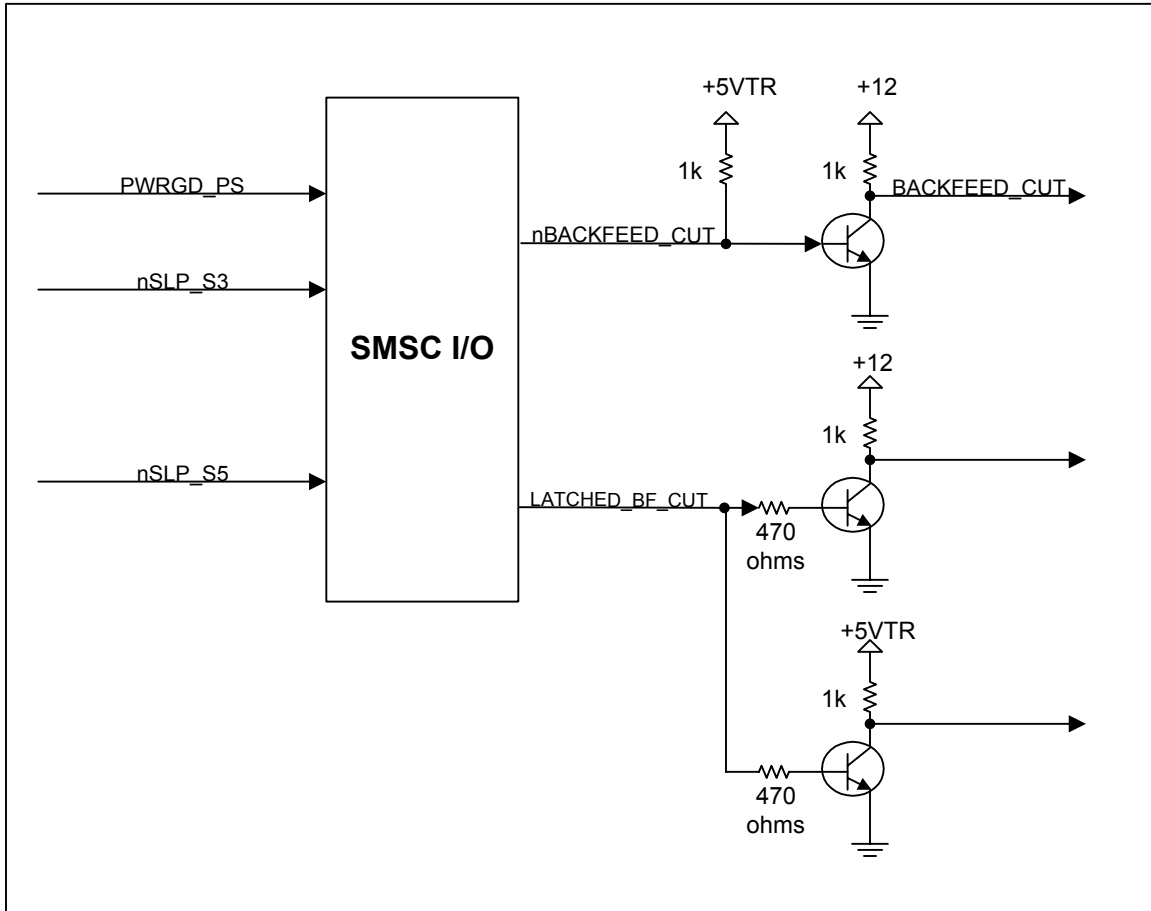 +5VTR
+12
1k
1k
PWRGD_PS
BACKFEED_CUT
nBACKFEED_CUT
nSLP_S3
SMSC I/O
+12
1k
nSLP_S5
LATCHED_BF_CUT
470
ohms
+5VTR
1k
470
ohms